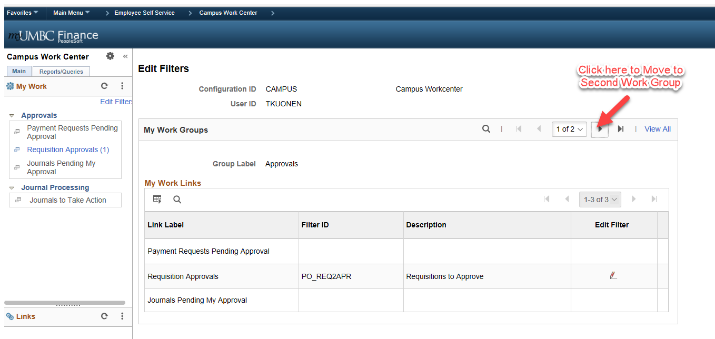 Favorites Main Menu > Employee Self Service > Campus Work Center >
myUMBC Finance
PeopleSoft
Campus Work Center «
Main Reports/Queries
My Work
Edit Filters
Approvals
Payment Requests Pending
Approval
Requisition Approvals (1)
Journals Pending My
Approval
Journal Processing
Journals to Take Action
Links
Edit Filters
Click here to Move to
Second Work Group
Configuration ID CAMPUS Campus Workcenter
User ID TKUONEN
My Work Groups 1 of 2 View All
Group Label Approvals
My Work Links
1-3 of 3
Link Label Filter ID Description Edit Filter
Payment Requests Pending Approval
Requisition Approvals PO_REQ2APR Requisitions to Approve
Journals Pending My Approval